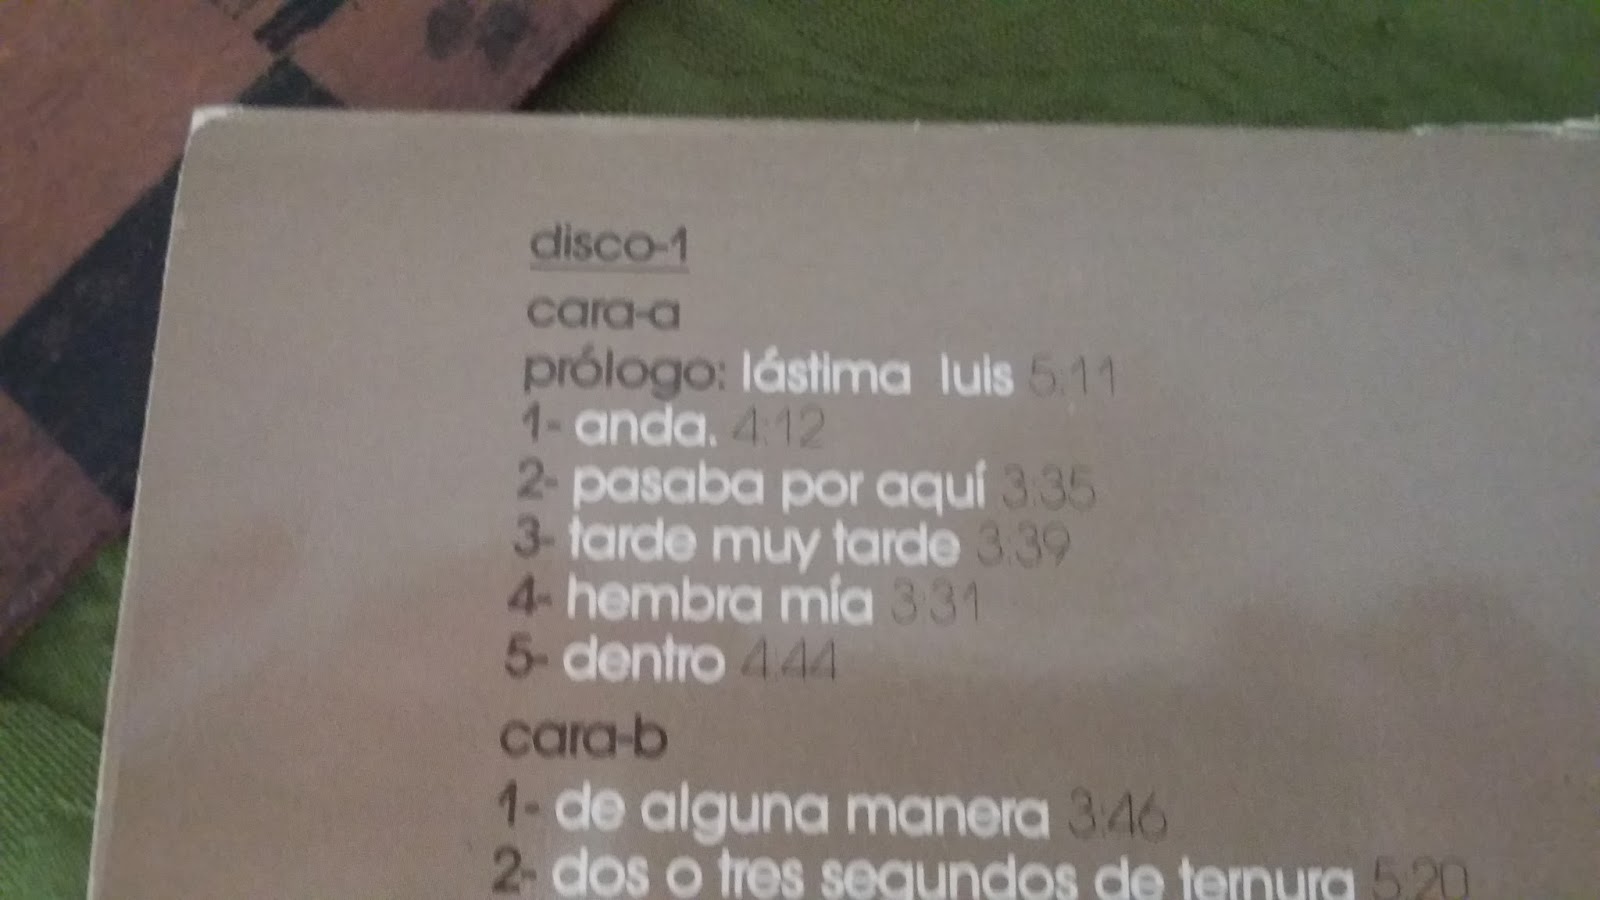 disco-1
cara-a
prólogo: lástima luis 5:11
1- anda. 4:12
2- pasaba por aquí 3:35
3- tarde muy tarde 3:39
4- hembra mía 3:31
5- dentro 4:44
cara-b
1- de alguna manera 3:46
2- dos o tres segundos de ternura 5:20